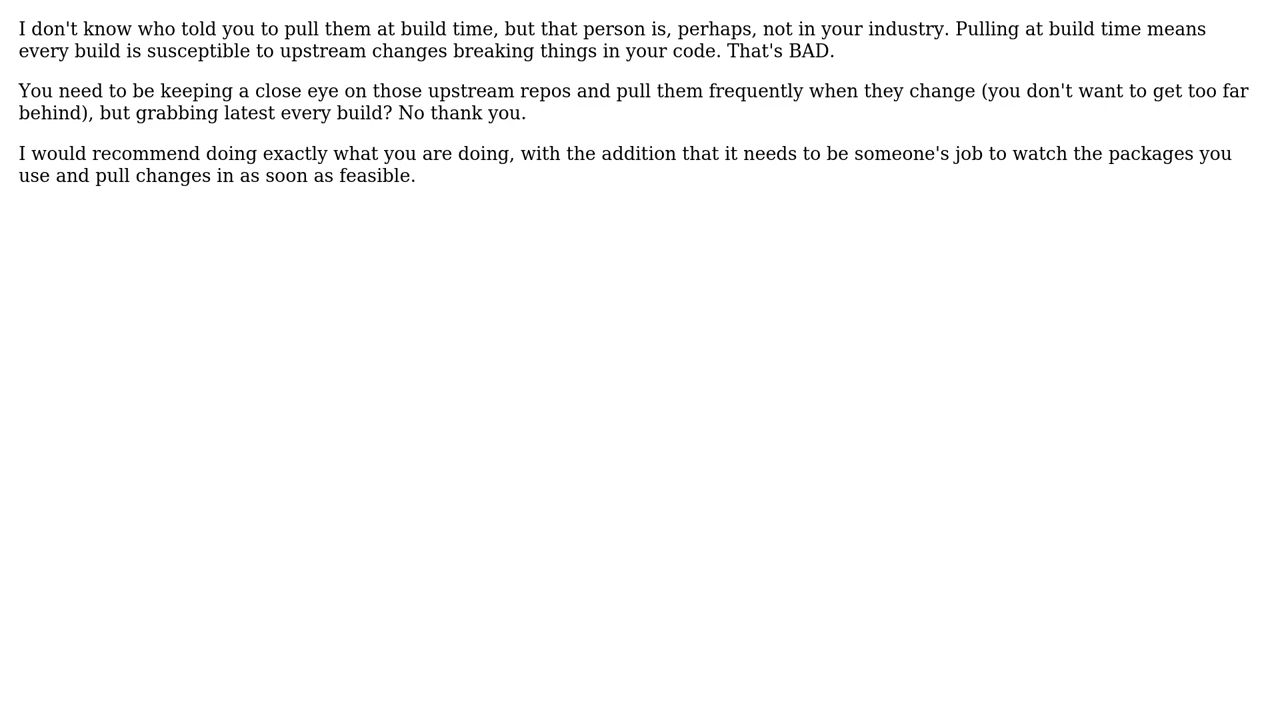 I don't know who told you to pull them at build time, but that person is, perhaps, not in your industry. Pulling at build time means
every build is susceptible to upstream changes breaking things in your code. That's BAD.
You need to be keeping a close eye on those upstream repos and pull them frequently when they change (you don't want to get too far
behind), but grabbing latest every build? No thank you.
I would recommend doing exactly what you are doing, with the addition that it needs to be someone's job to watch the packages you
use and pull changes in as soon as feasible.